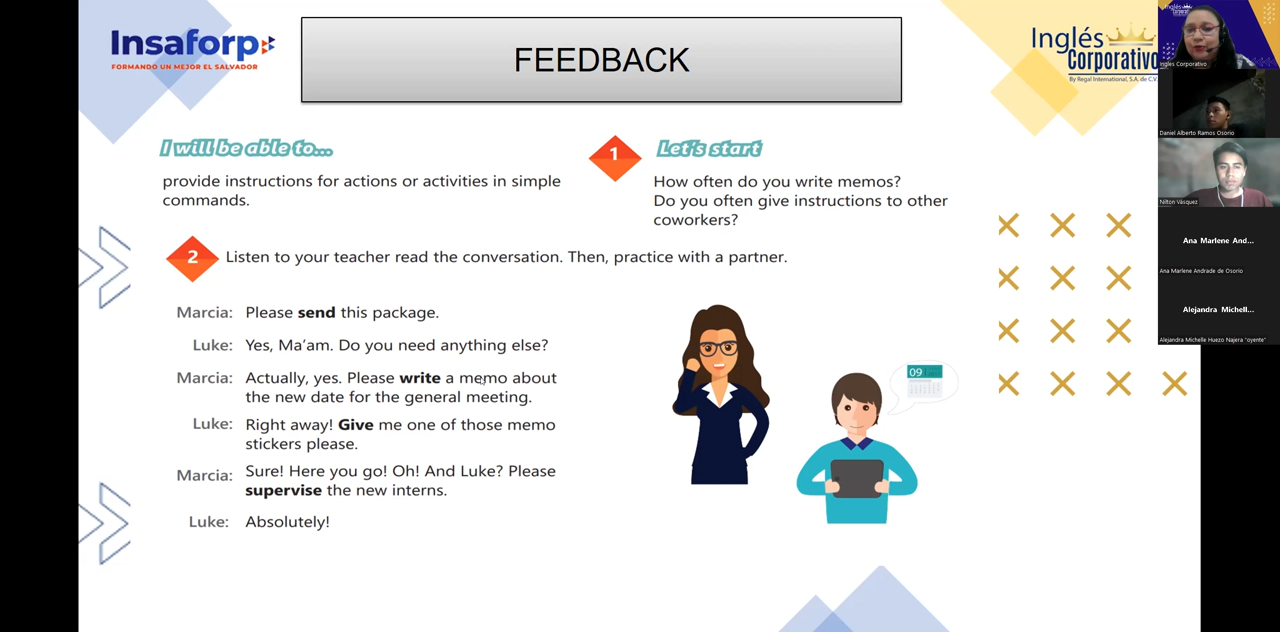 Insaforp
FORMANDO UN MEJOR EL SALVADOR
FEEDBACK
Inglés
Corporativo
By Regal International, S.A. de C.V.
I will be able to...
provide instructions for actions or activities in simple
commands.
1
Let's start
How often do you write memos?
Do you often give instructions to other
coworkers?
2
Listen to your teacher read the conversation. Then, practice with a partner.
Marcia: Please send this package.
Luke: Yes, Ma'am. Do you need anything else?
Marcia: Actually, yes. Please write a memo about
the new date for the general meeting.
Luke: Right away! Give me one of those memo
stickers please.
Marcia: Sure! Here you go! Oh! And Luke? Please
supervise the new interns.
Luke: Absolutely!
09
Inglés Corporativo
Daniel Alberto Ramos Osorio
Nilton Vásquez
Ana Marlene And...
Ana Marlene Andrade de Osorio
Alejandra Michell...
Alejandra Michelle Huezo Najera "oyente"